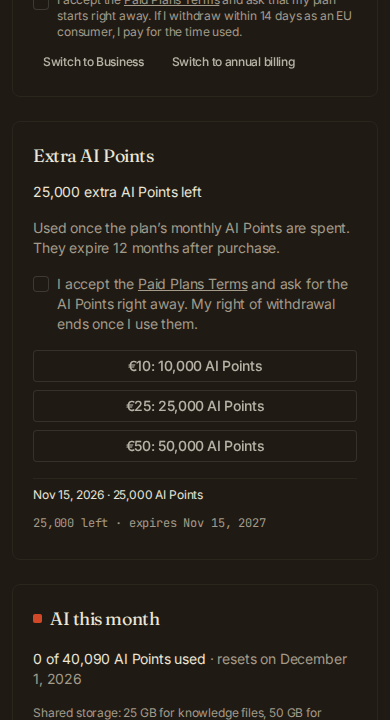 I accept the Paid Plans Terms and ask that my plan
starts right away. If I withdraw within 14 days as an EU
consumer, I pay for the time used.
Switch to Business Switch to annual billing
Extra AI Points
25,000 extra AI Points left
Used once the plan's monthly AI Points are spent.
They expire 12 months after purchase.
I accept the Paid Plans Terms and ask for the
AI Points right away. My right of withdrawal
ends once I use them.
€10: 10,000 AI Points
€25: 25,000 AI Points
€50: 50,000 AI Points
Nov 15, 2026 · 25,000 AI Points
25,000 left · expires Nov 15, 2027
AI this month
0 of 40,090 AI Points used · resets on December
1, 2026
Shared storage: 25 GB for knowledge files, 50 GB for